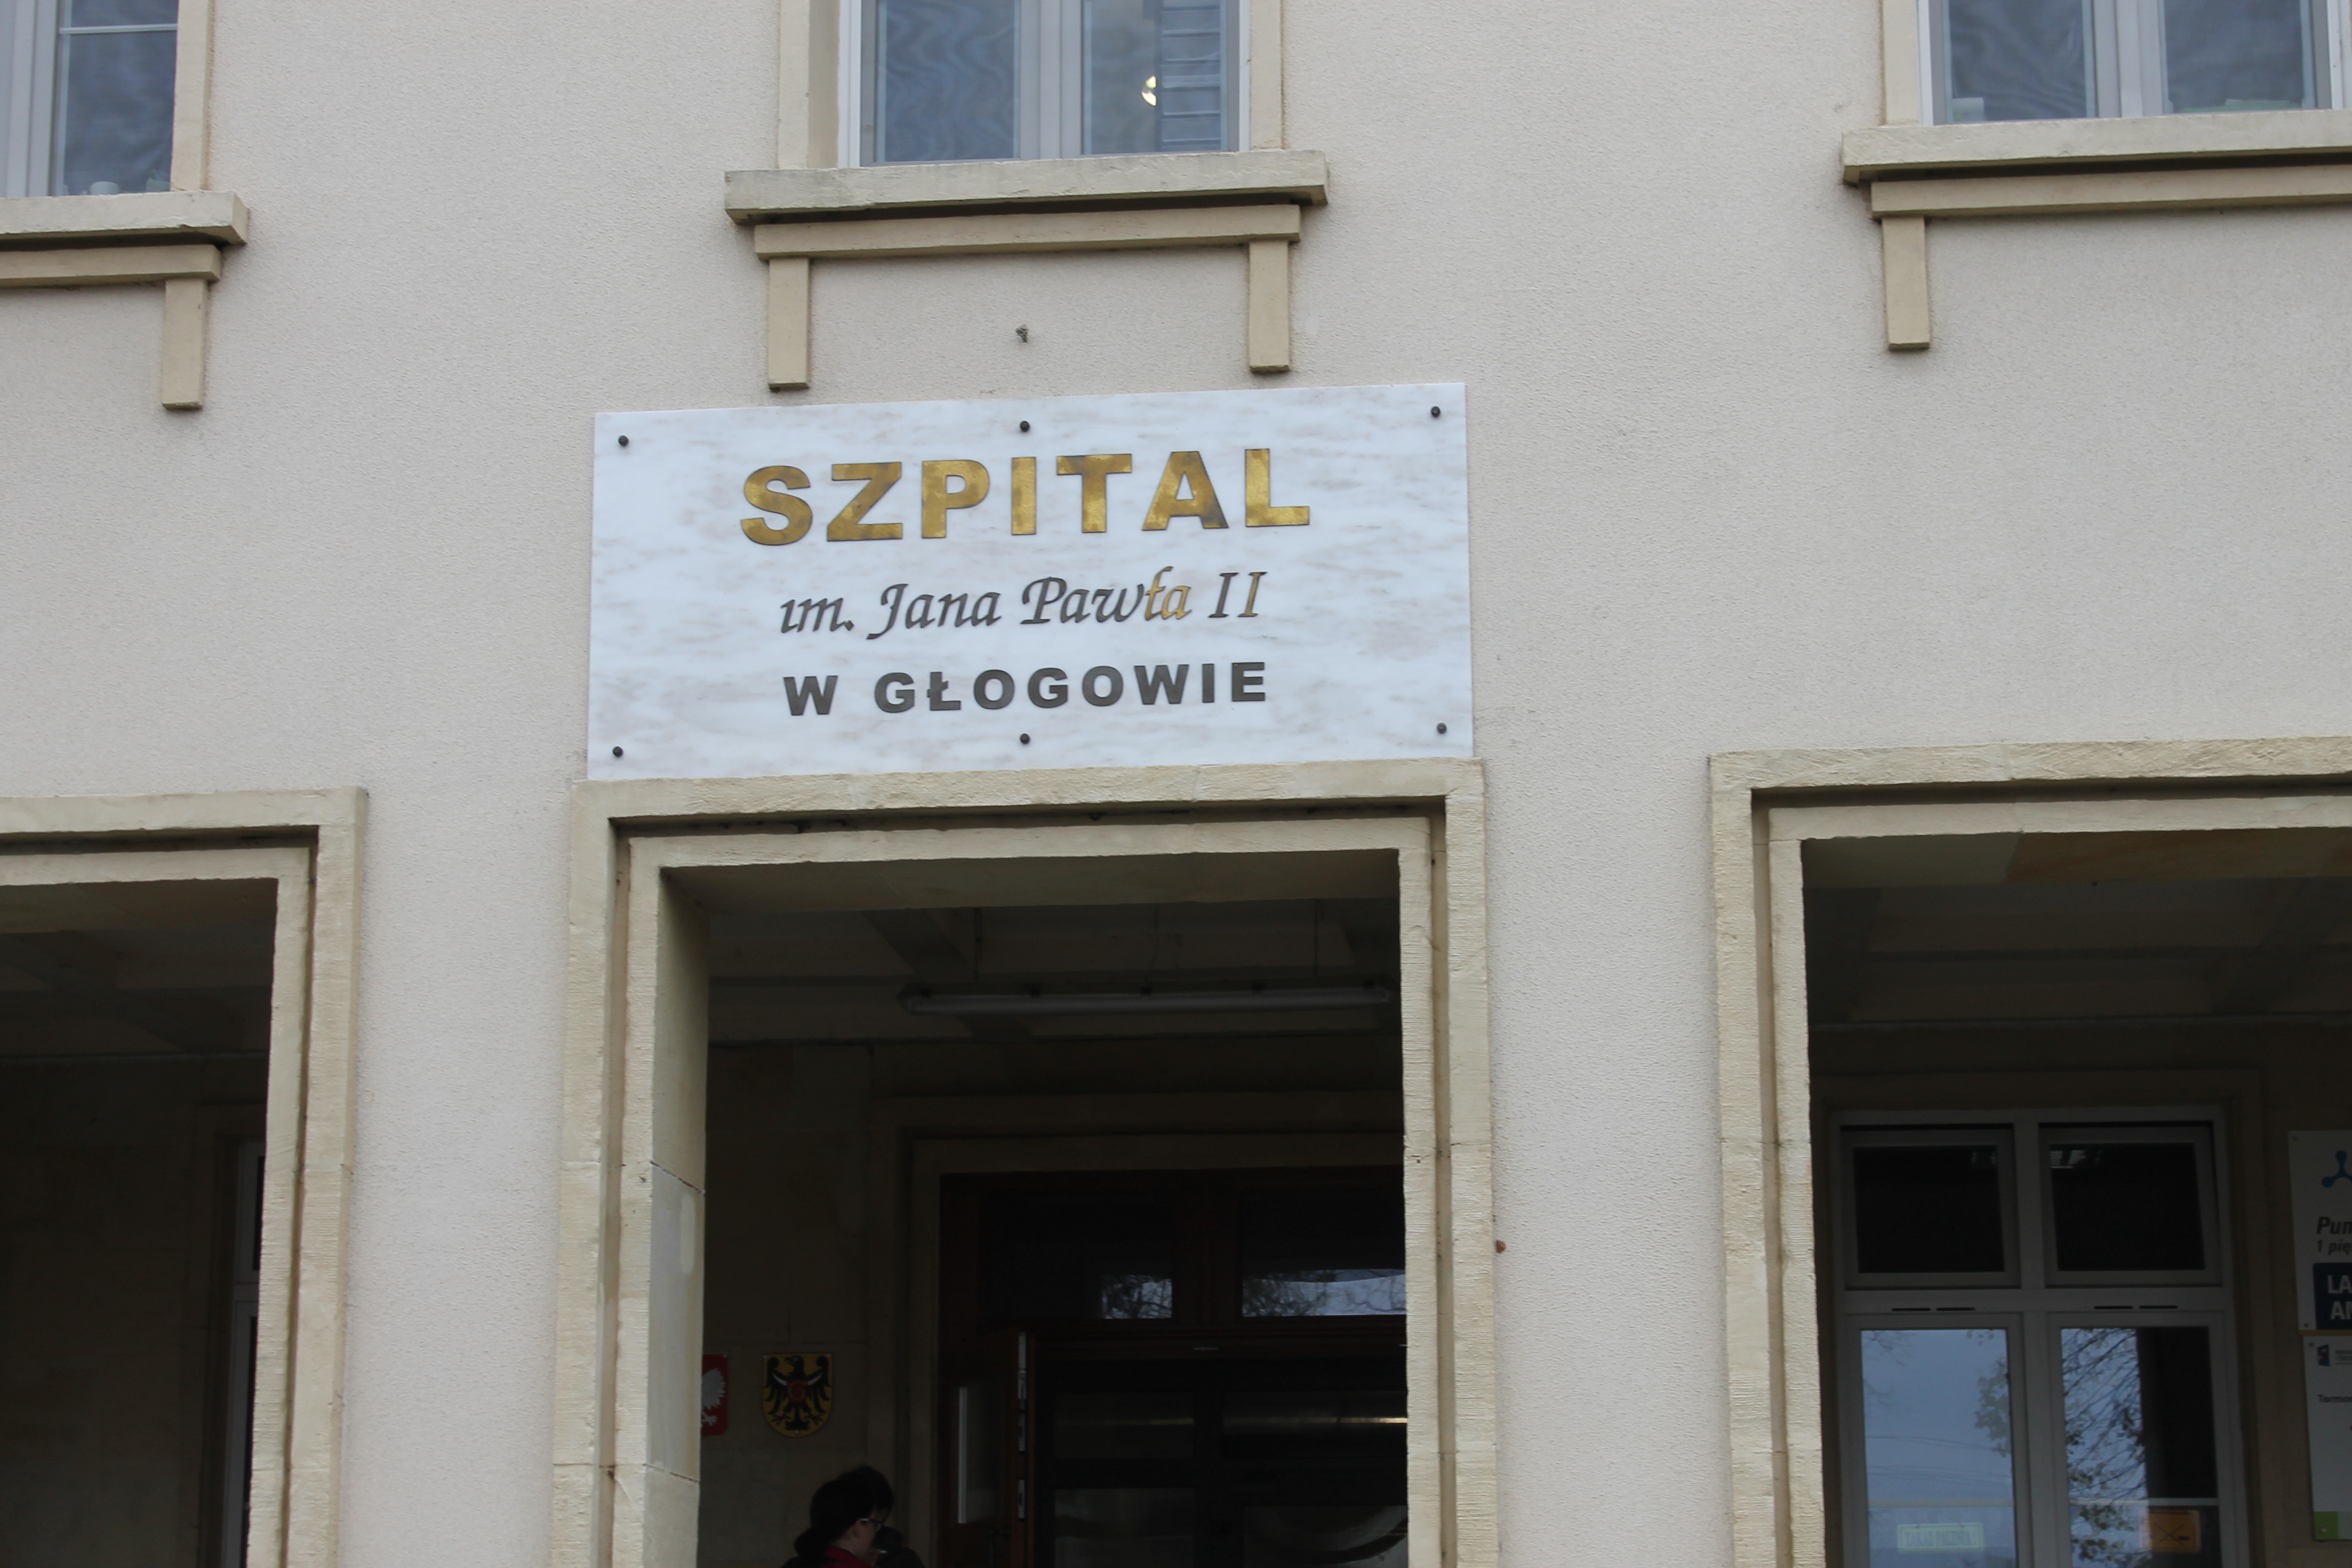 SZPITAL
im. Jana Pawła II
W GŁOGOWIE